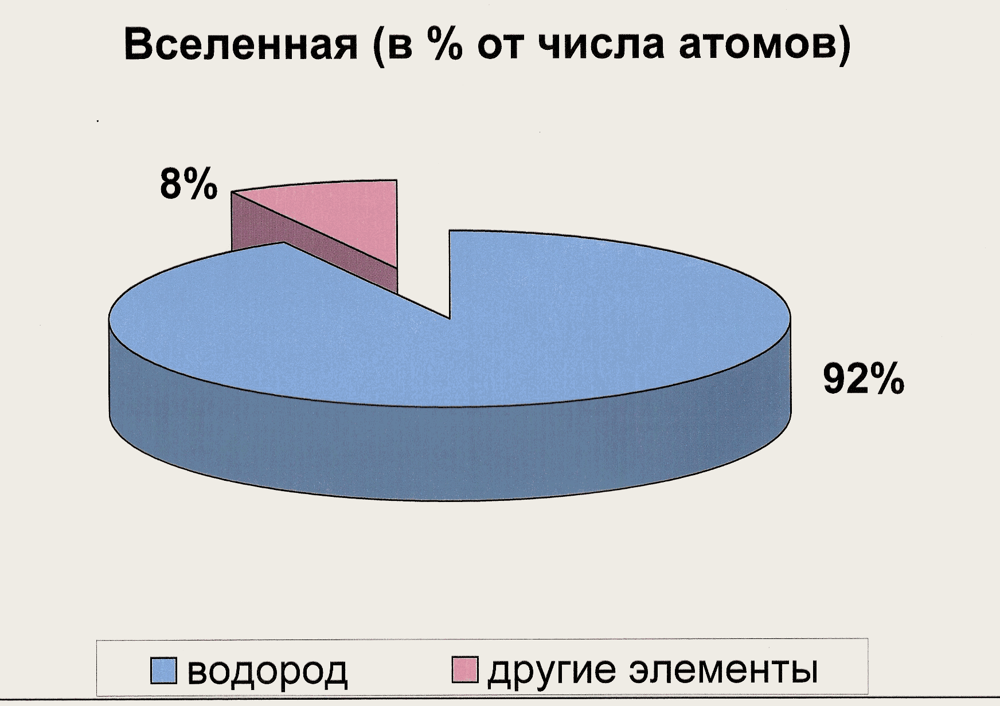 Вселенная (в % от числа атомов)
8%
92%
водород
другие элементы